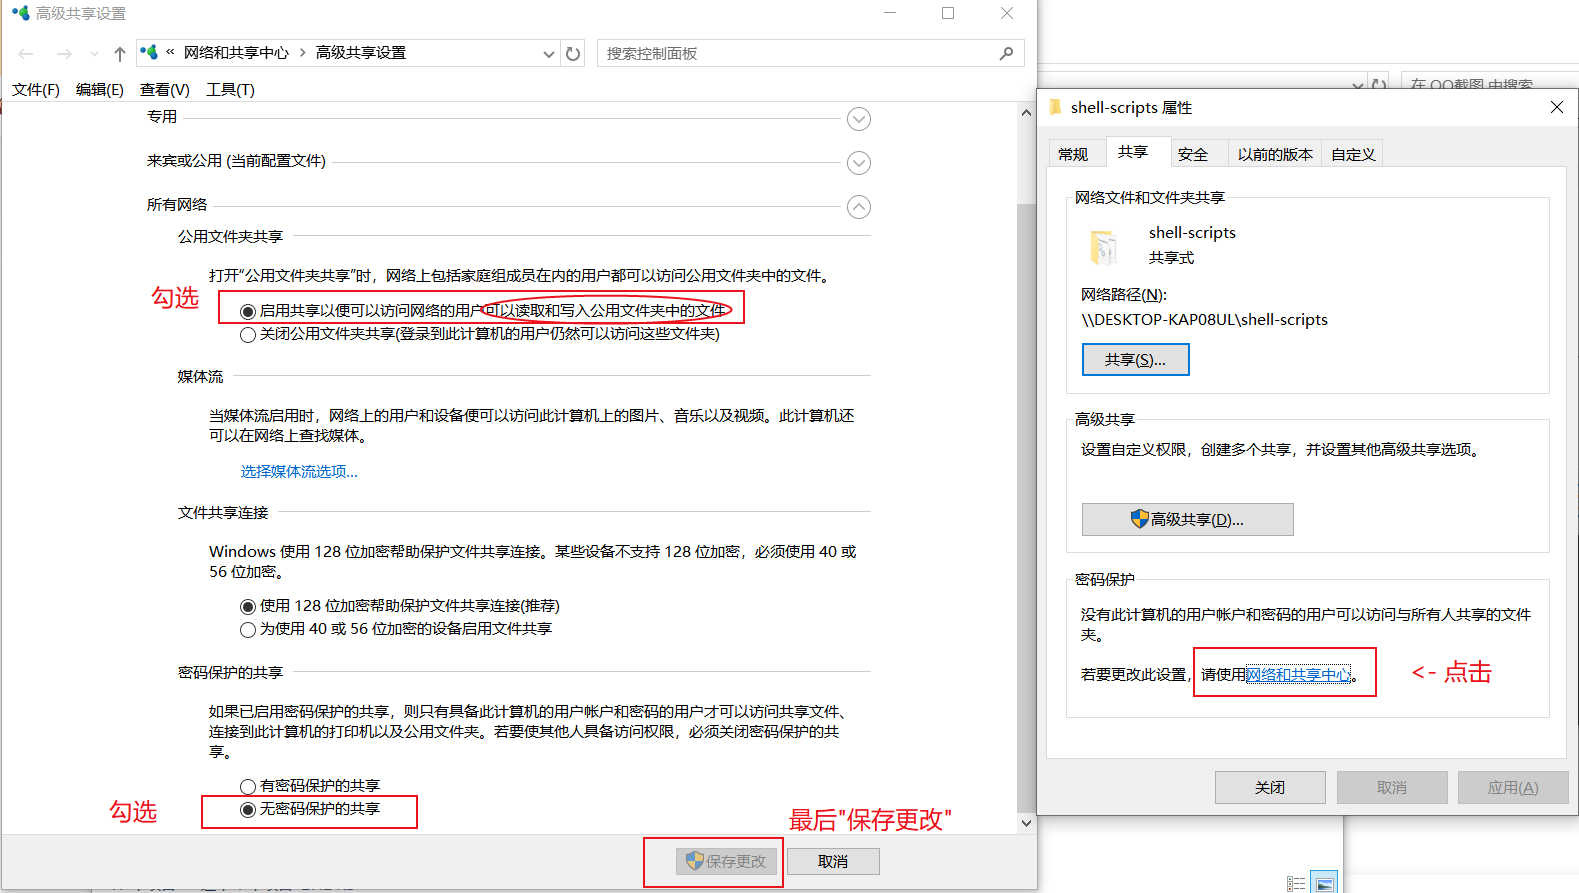 高级共享设置
« 网络和共享中心 › 高级共享设置
搜索控制面板
文件(F) 编辑(E) 查看(V) 工具(T)
专用
来宾或公用 (当前配置文件)
所有网络
公用文件夹共享
打开“公用文件夹共享”时，网络上包括家庭组成员在内的用户都可以访问公用文件夹中的文件。
勾选
启用共享以便可以访问网络的用户可以读取和写入公用文件夹中的文件
关闭公用文件夹共享(登录到此计算机的用户仍然可以访问这些文件夹)
媒体流
当媒体流启用时，网络上的用户和设备便可以访问此计算机上的图片、音乐以及视频。此计算机还
可以在网络上查找媒体。
选择媒体流选项...
文件共享连接
Windows 使用 128 位加密帮助保护文件共享连接。某些设备不支持 128 位加密，必须使用 40 或
56 位加密。
使用 128 位加密帮助保护文件共享连接(推荐)
为使用 40 或 56 位加密的设备启用文件共享
密码保护的共享
如果已启用密码保护的共享，则只有具备此计算机的用户帐户和密码的用户才可以访问共享文件、
连接到此计算机的打印机以及公用文件夹。若要使其他人具备访问权限，必须关闭密码保护的共
享。
有密码保护的共享
勾选
无密码保护的共享
最后"保存更改"
保存更改
取消
在 QQ截图 中搜索
shell-scripts 属性
常规 共享 安全 以前的版本 自定义
网络文件和文件夹共享
shell-scripts
共享式
网络路径(N):
\\DESKTOP-KAP08UL\shell-scripts
共享(S)...
高级共享
设置自定义权限，创建多个共享，并设置其他高级共享选项。
高级共享(D)...
密码保护
没有此计算机的用户帐户和密码的用户可以访问与所有人共享的文件
夹。
若要更改此设置，请使用网络和共享中心。
<- 点击
关闭 取消 应用(A)